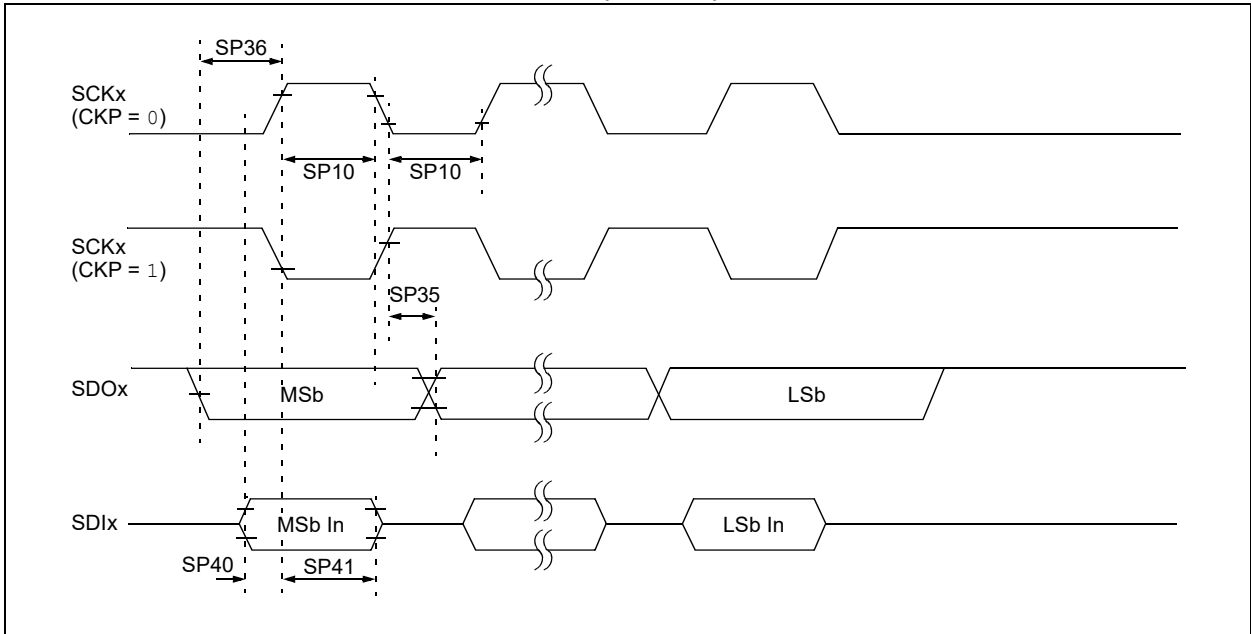 SP36
SCKx
(CKP = 0)
SP10
SP10
SCKx
(CKP = 1)
SP35
SDOx
MSb
LSb
SDIx
MSb In
LSb In
SP40
SP41